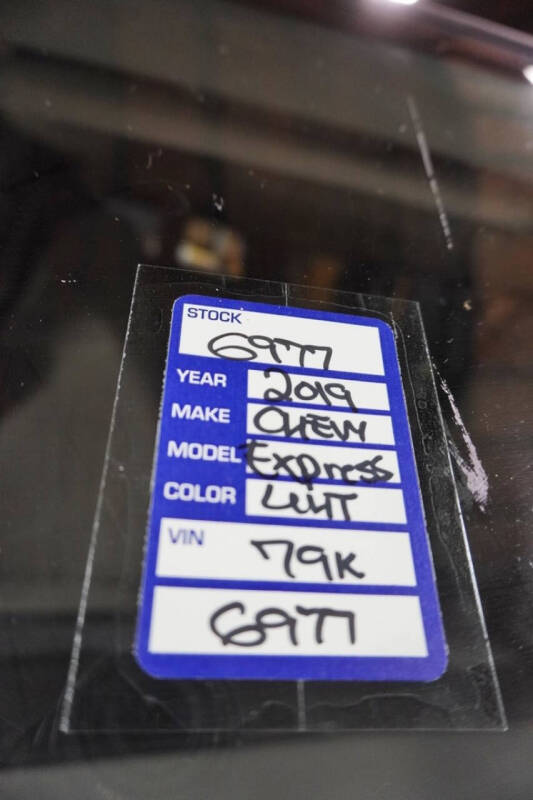 STOCK
6977
YEAR 2019
MAKE CHEVY
MODEL Express
COLOR WHT
VIN 79K
6977